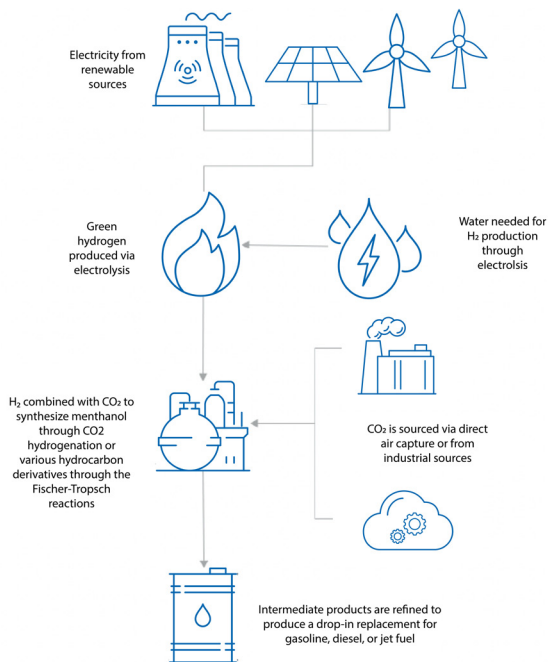 Electricity from
renewable
sources
Green
hydrogen
produced via
electolysis
Water needed for
H₂ production
through
electrolsis
H₂ combined with CO₂ to
synthesize menthanol
through CO2
hydrogenation or
various hydrocarbon
derivatives through the
Fischer-Tropsch
reactions
CO₂ is sourced via direct
air capture or from
industrial sources
Intermediate products are refined to
produce a drop-in replacement for
gasoline, diesel, or jet fuel